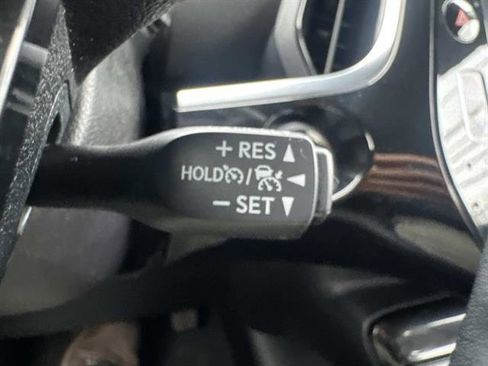 + RES ▲
HOLD / ◄
− SET ▼